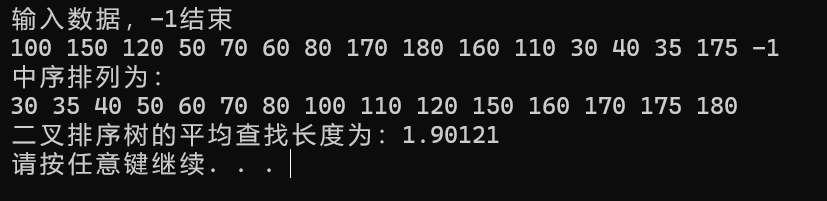 输入数据，-1结束
100 150 120 50 70 60 80 170 180 160 110 30 40 35 175 -1
中序排列为：
30 35 40 50 60 70 80 100 110 120 150 160 170 175 180
二叉排序树的平均查找长度为：1.90121
请按任意键继续. . .